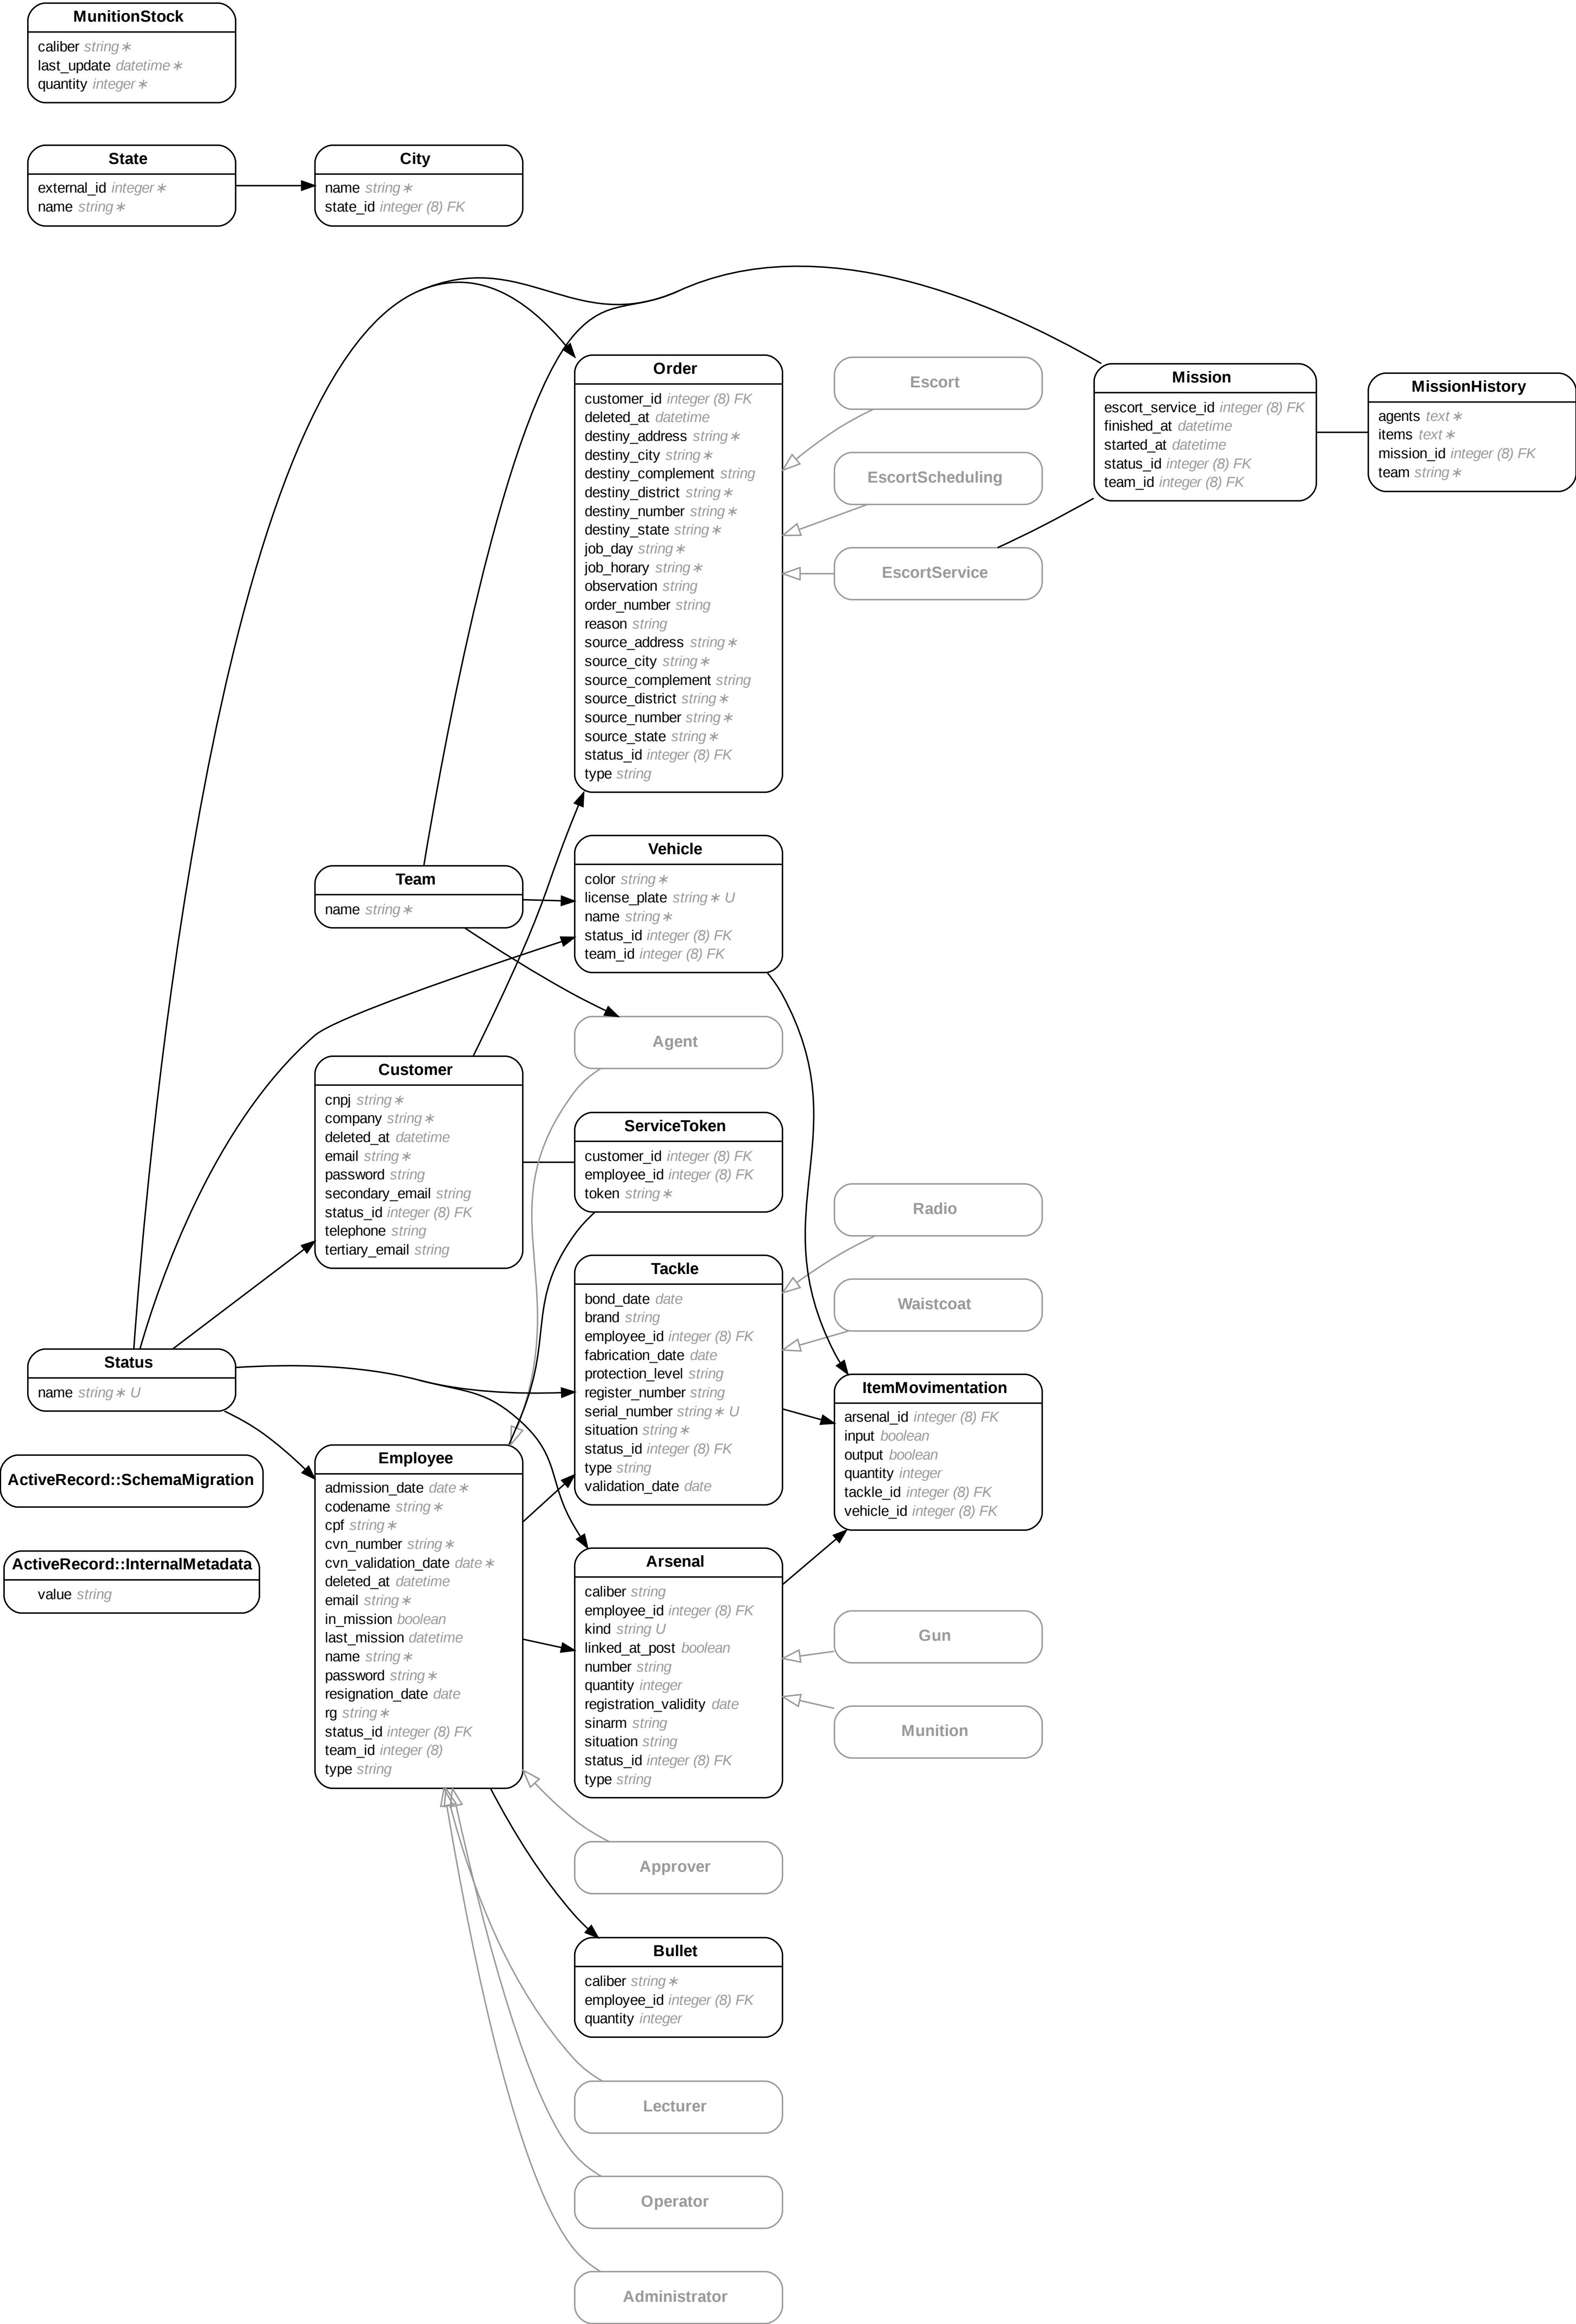 MunitionStock
caliber string∗
last_update datetime∗
quantity integer∗
State
external_id integer∗
name string∗
City
name string∗
state_id integer (8) FK
Order
customer_id integer (8) FK
deleted_at datetime
destiny_address string∗
destiny_city string∗
destiny_complement string
destiny_district string∗
destiny_number string∗
destiny_state string∗
job_day string∗
job_horary string∗
observation string
order_number string
reason string
source_address string∗
source_city string∗
source_complement string
source_district string∗
source_number string∗
source_state string∗
status_id integer (8) FK
type string
Escort
EscortScheduling
EscortService
Mission
escort_service_id integer (8) FK
finished_at datetime
started_at datetime
status_id integer (8) FK
team_id integer (8) FK
MissionHistory
agents text∗
items text∗
mission_id integer (8) FK
team string∗
Team
name string∗
Vehicle
color string∗
license_plate string∗ U
name string∗
status_id integer (8) FK
team_id integer (8) FK
Agent
Customer
cnpj string∗
company string∗
deleted_at datetime
email string∗
password string
secondary_email string
status_id integer (8) FK
telephone string
tertiary_email string
ServiceToken
customer_id integer (8) FK
employee_id integer (8) FK
token string∗
Radio
Waistcoat
Tackle
bond_date date
brand string
employee_id integer (8) FK
fabrication_date date
protection_level string
register_number string
serial_number string∗ U
situation string∗
status_id integer (8) FK
type string
validation_date date
Status
name string∗ U
ItemMovimentation
arsenal_id integer (8) FK
input boolean
output boolean
quantity integer
tackle_id integer (8) FK
vehicle_id integer (8) FK
ActiveRecord::SchemaMigration
ActiveRecord::InternalMetadata
value string
Employee
admission_date date∗
codename string∗
cpf string∗
cvn_number string∗
cvn_validation_date date∗
deleted_at datetime
email string∗
in_mission boolean
last_mission datetime
name string∗
password string∗
resignation_date date
rg string∗
status_id integer (8) FK
team_id integer (8)
type string
Arsenal
caliber string
employee_id integer (8) FK
kind string U
linked_at_post boolean
number string
quantity integer
registration_validity date
sinarm string
situation string
status_id integer (8) FK
type string
Gun
Munition
Approver
Bullet
caliber string∗
employee_id integer (8) FK
quantity integer
Lecturer
Operator
Administrator